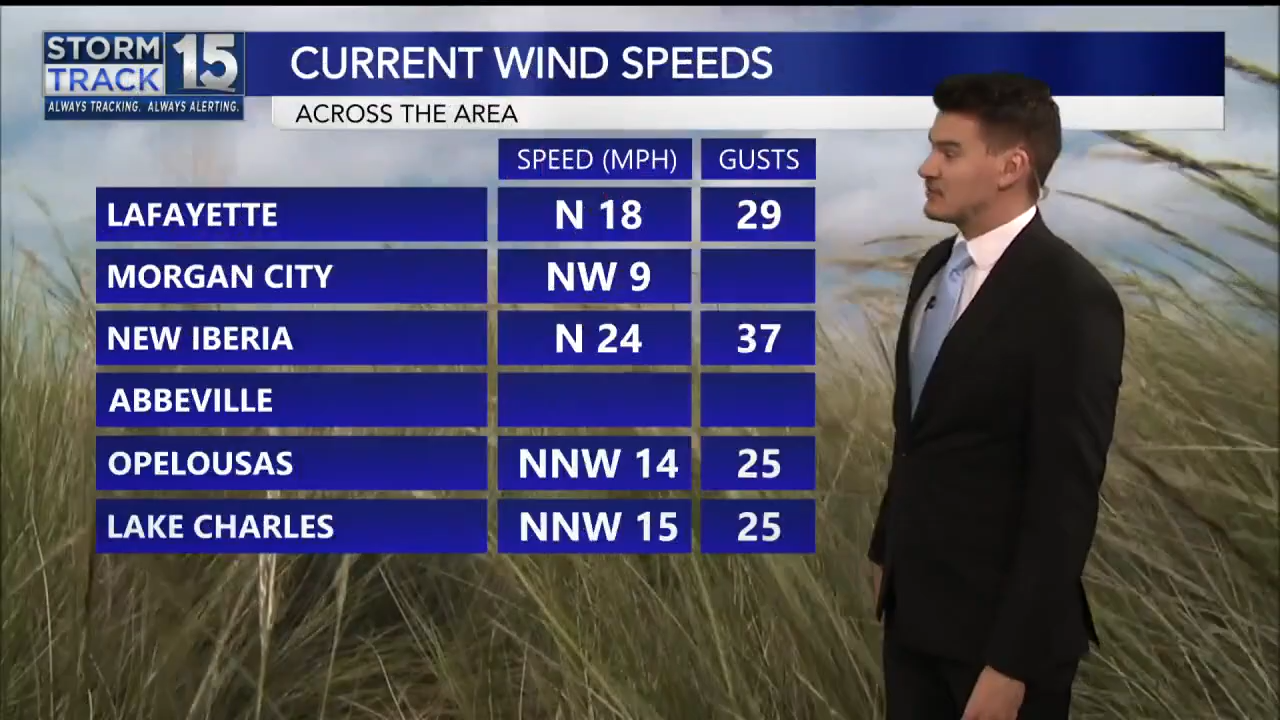 STORM TRACK 15
ALWAYS TRACKING. ALWAYS ALERTING.
CURRENT WIND SPEEDS
ACROSS THE AREA
SPEED (MPH) GUSTS
LAFAYETTE N 18 29
MORGAN CITY NW 9
NEW IBERIA N 24 37
ABBEVILLE
OPELOUSAS NNW 14 25
LAKE CHARLES NNW 15 25